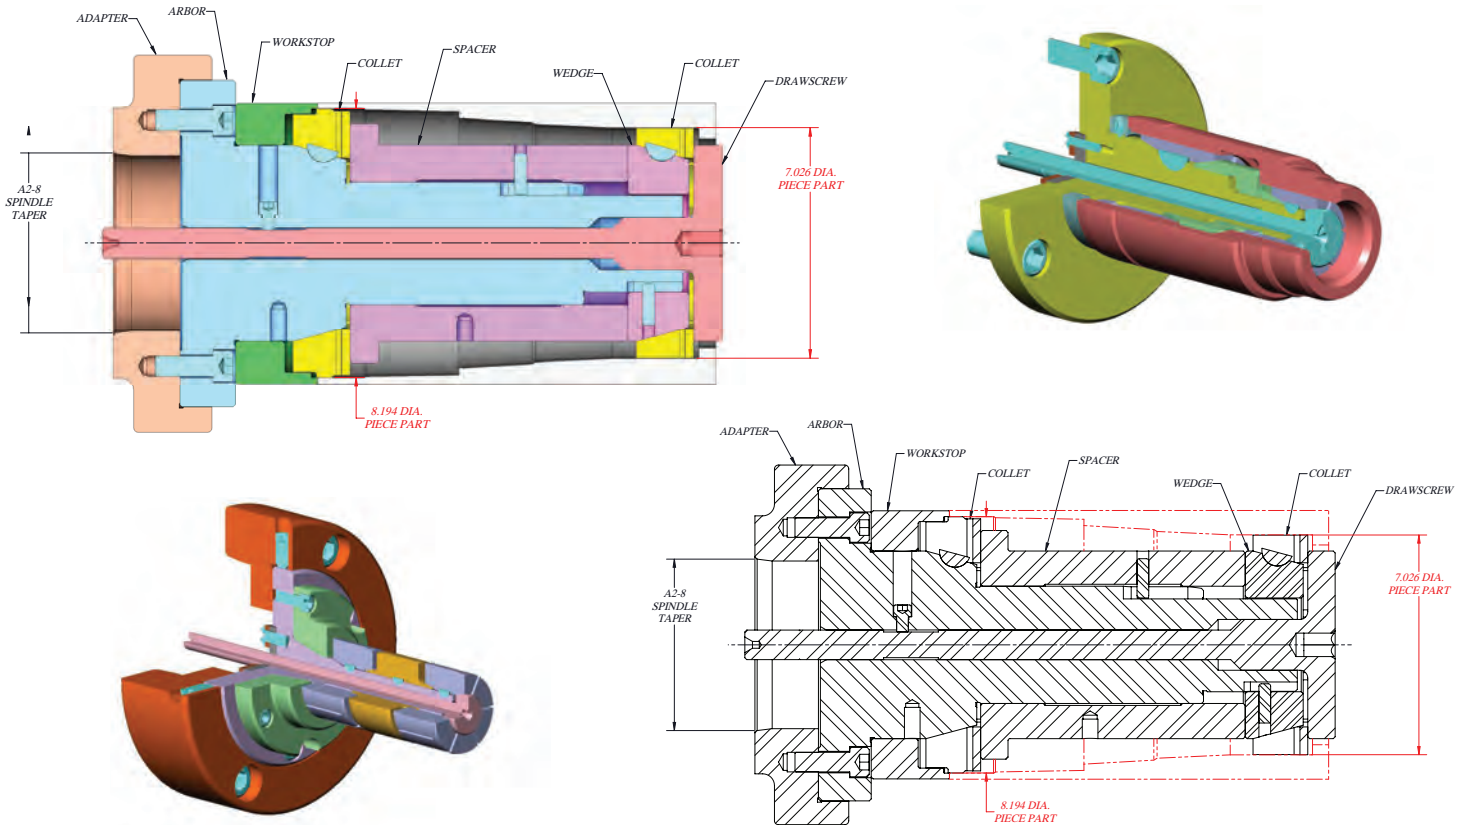 ADAPTER
ARBOR
WORKSTOP
COLLET
SPACER
WEDGE
COLLET
DRAWSCREW
A2-8
SPINDLE
TAPER
7.026 DIA.
PIECE PART
8.194 DIA.
PIECE PART
ADAPTER
ARBOR
WORKSTOP
COLLET
SPACER
WEDGE
COLLET
DRAWSCREW
A2-8
SPINDLE
TAPER
7.026 DIA.
PIECE PART
8.194 DIA.
PIECE PART